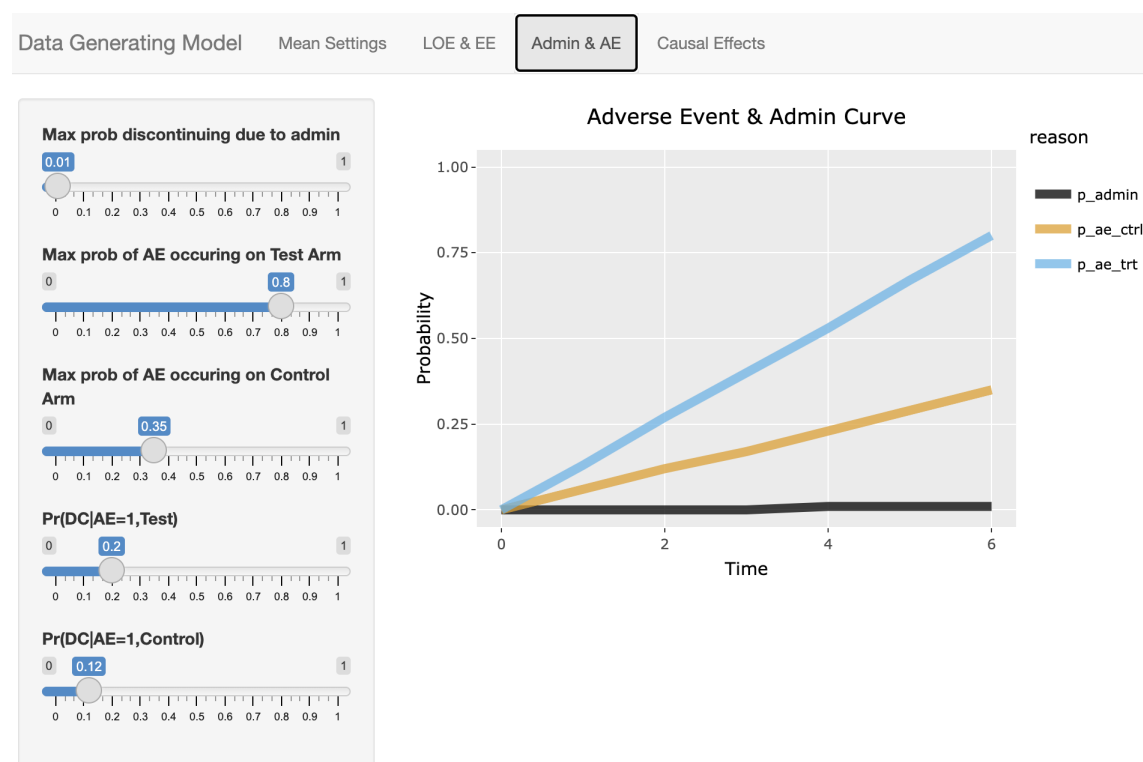 Data Generating Model Mean Settings LOE & EE Admin & AE Causal Effects
Max prob discontinuing due to admin
0.01 1
0 0.1 0.2 0.3 0.4 0.5 0.6 0.7 0.8 0.9 1
Max prob of AE occuring on Test Arm
0 0.8 1
0 0.1 0.2 0.3 0.4 0.5 0.6 0.7 0.8 0.9 1
Max prob of AE occuring on Control
Arm
0 0.35 1
0 0.1 0.2 0.3 0.4 0.5 0.6 0.7 0.8 0.9 1
Pr(DC|AE=1,Test)
0 0.2 1
0 0.1 0.2 0.3 0.4 0.5 0.6 0.7 0.8 0.9 1
Pr(DC|AE=1,Control)
0 0.12 1
0 0.1 0.2 0.3 0.4 0.5 0.6 0.7 0.8 0.9 1
Adverse Event & Admin Curve
Probability
1.00
0.75
0.50
0.25
0.00
0 2 4 6
Time
reason
p_admin
p_ae_ctrl
p_ae_trt